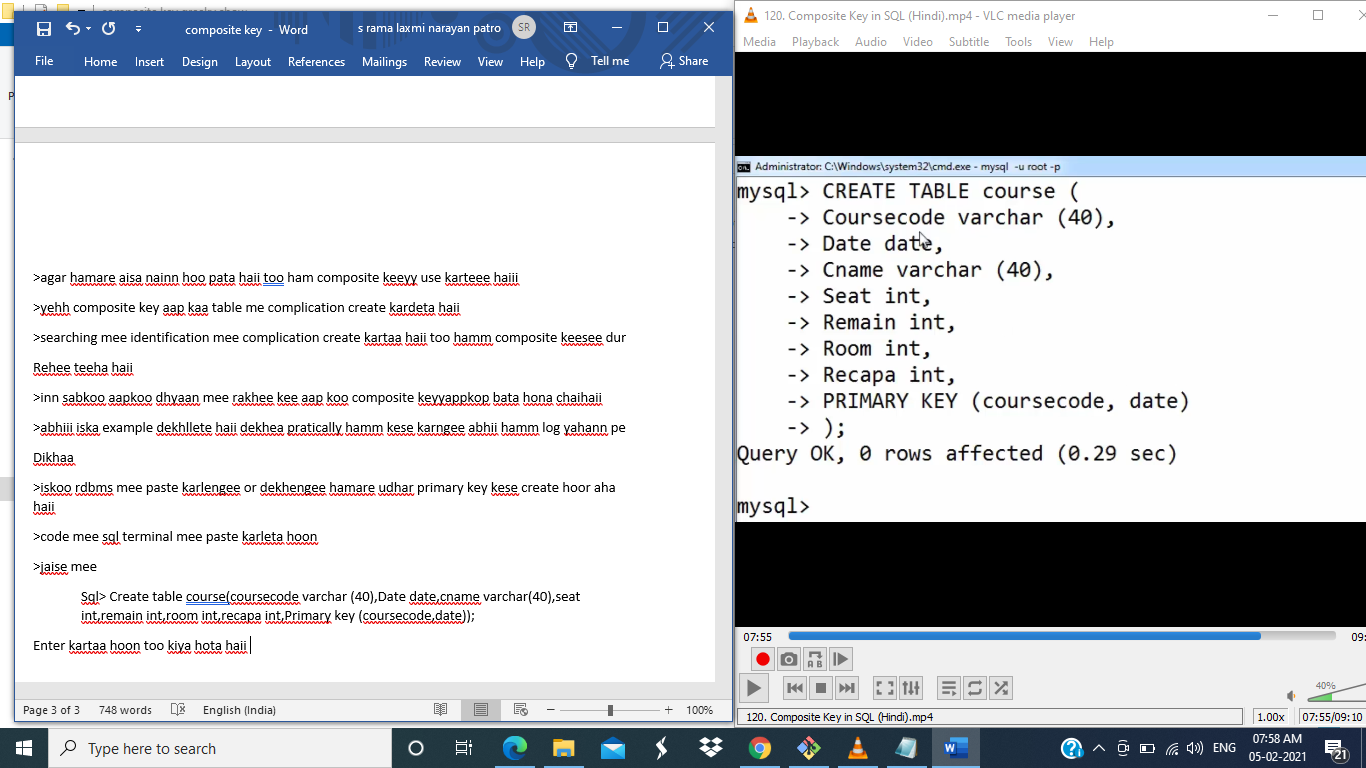 composite key - Word
s rama laxmi narayan patro
SR
File Home Insert Design Layout References Mailings Review View Help Tell me Share
>agar hamare aisa nainn hoo pata haii too ham composite keeyy use karteee haiii
>yehh composite key aap kaa table me complication create kardeta haii
>searching mee identification mee complication create kartaa haii too hamm composite keesee dur
Rehee teeha haii
>inn sabkoo aapkoo dhyaan mee rakhee kee aap koo composite keyyappkop bata hona chaihaii
>abhiii iska example dekhllete haii dekhea pratically hamm kese karngee abhii hamm log yahann pe
Dikhaa
>iskoo rdbms mee paste karlengee or dekhengee hamare udhar primary key kese create hoor aha
haii
>code mee sql terminal mee paste karleta hoon
>jaise mee
Sql> Create table course(coursecode varchar (40),Date date,cname varchar(40),seat
int,remain int,room int,recapa int,Primary key (coursecode,date));
Enter kartaa hoon too kiya hota haii
Page 3 of 3 748 words English (India) 100%
120. Composite Key in SQL (Hindi).mp4 - VLC media player
Media Playback Audio Video Subtitle Tools View Help
Administrator: C:\Windows\system32\cmd.exe - mysql -u root -p
mysql> CREATE TABLE course (
-> Coursecode varchar (40),
-> Date date,
-> Cname varchar (40),
-> Seat int,
-> Remain int,
-> Room int,
-> Recapa int,
-> PRIMARY KEY (coursecode, date)
-> );
Query OK, 0 rows affected (0.29 sec)
mysql>
07:55 09:
40%
120. Composite Key in SQL (Hindi).mp4 1.00x 07:55/09:10
Type here to search
ENG
07:58 AM
05-02-2021
21